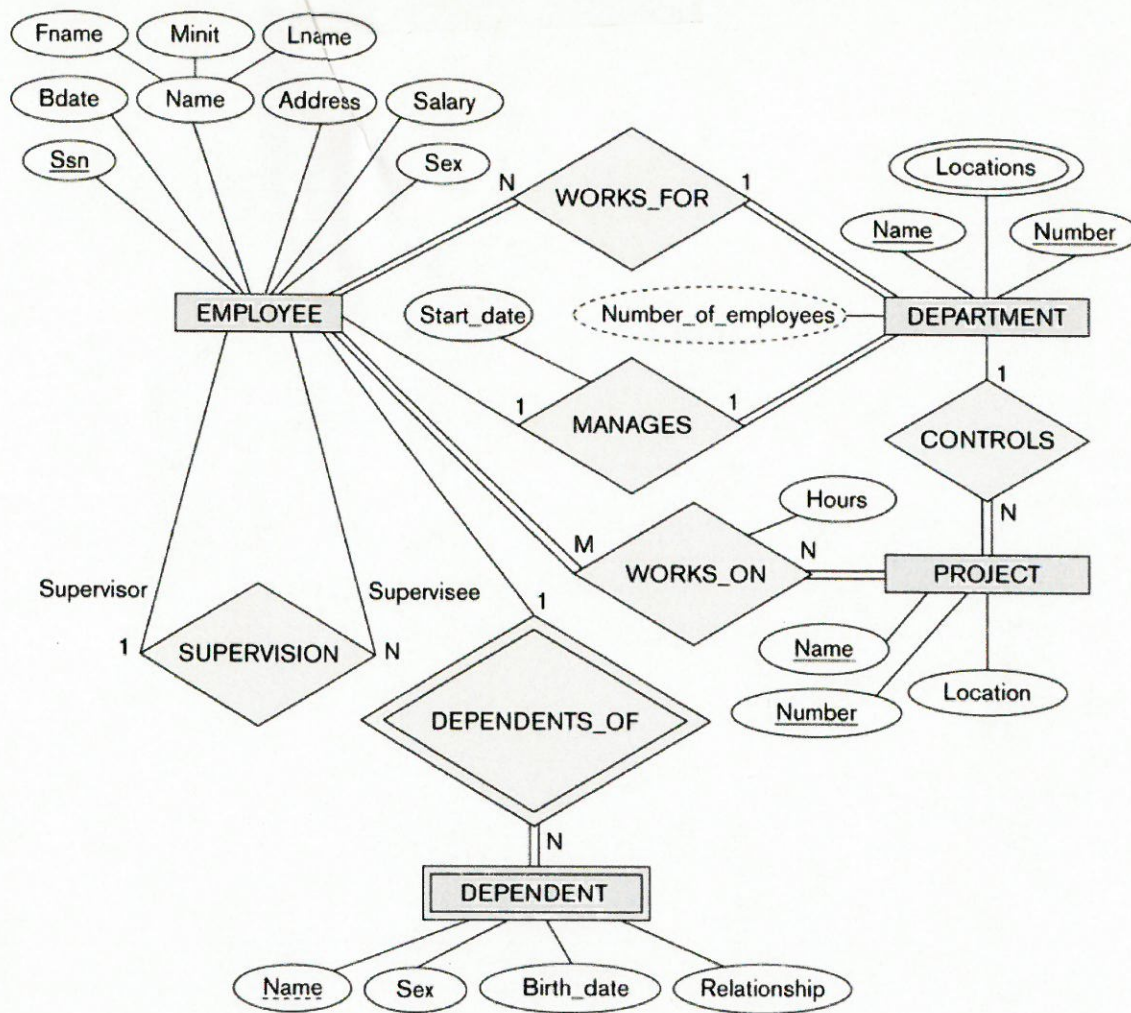 Fname Minit Lname
Bdate Name Address Salary
Ssn Sex
N WORKS_FOR 1
Locations
Name Number
EMPLOYEE
Start_date
Number_of_employees
DEPARTMENT
1 MANAGES 1
1
CONTROLS
N
Hours
M WORKS_ON N
PROJECT
Name
Number
Location
Supervisor Supervisee
1 SUPERVISION N
1
DEPENDENTS_OF
N
DEPENDENT
Name Sex Birth_date Relationship